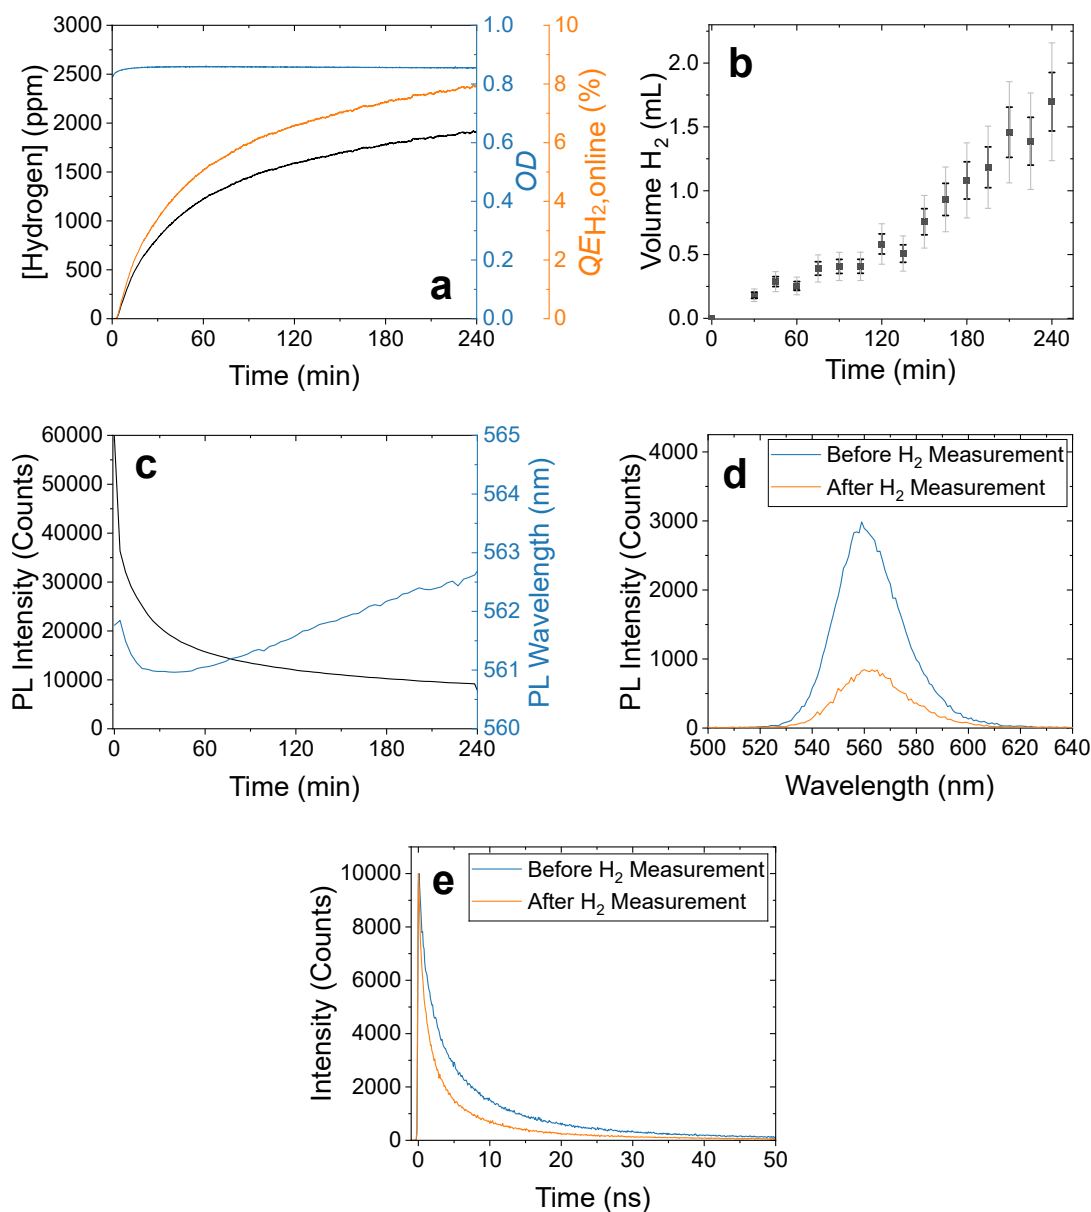 3000
2500
2000
1500
1000
500
0
[Hydrogen] (ppm)
0 60 120 180 240
Time (min)
1.0
0.8
0.6
0.4
0.2
0.0
OD
10
8
6
4
2
0
QE_H2,online (%)
a
b
2.0
1.5
1.0
0.5
0.0
Volume H₂ (mL)
0 60 120 180 240
Time (min)
c
60000
50000
40000
30000
20000
10000
0
PL Intensity (Counts)
0 60 120 180 240
Time (min)
565
564
563
562
561
560
PL Wavelength (nm)
d
Before H₂ Measurement
After H₂ Measurement
4000
3000
2000
1000
0
PL Intensity (Counts)
500 520 540 560 580 600 620 640
Wavelength (nm)
e
Before H₂ Measurement
After H₂ Measurement
10000
8000
6000
4000
2000
0
Intensity (Counts)
0 10 20 30 40 50
Time (ns)